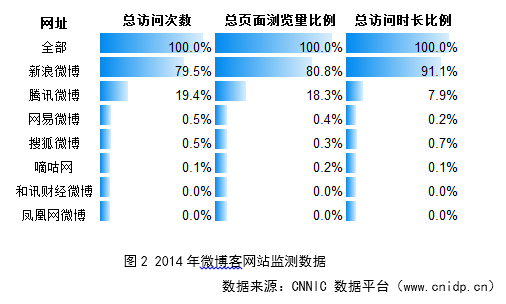 网址 总访问次数 总页面浏览量比例 总访问时长比例
全部 100.0% 100.0% 100.0%
新浪微博 79.5% 80.8% 91.1%
腾讯微博 19.4% 18.3% 7.9%
网易微博 0.5% 0.4% 0.2%
搜狐微博 0.5% 0.3% 0.7%
嘀咕网 0.1% 0.2% 0.1%
和讯财经微博 0.0% 0.0% 0.0%
凤凰网微博 0.0% 0.0% 0.0%
图2 2014年微博客网站监测数据
数据来源：CNNIC 数据平台（www.cnidp.cn）